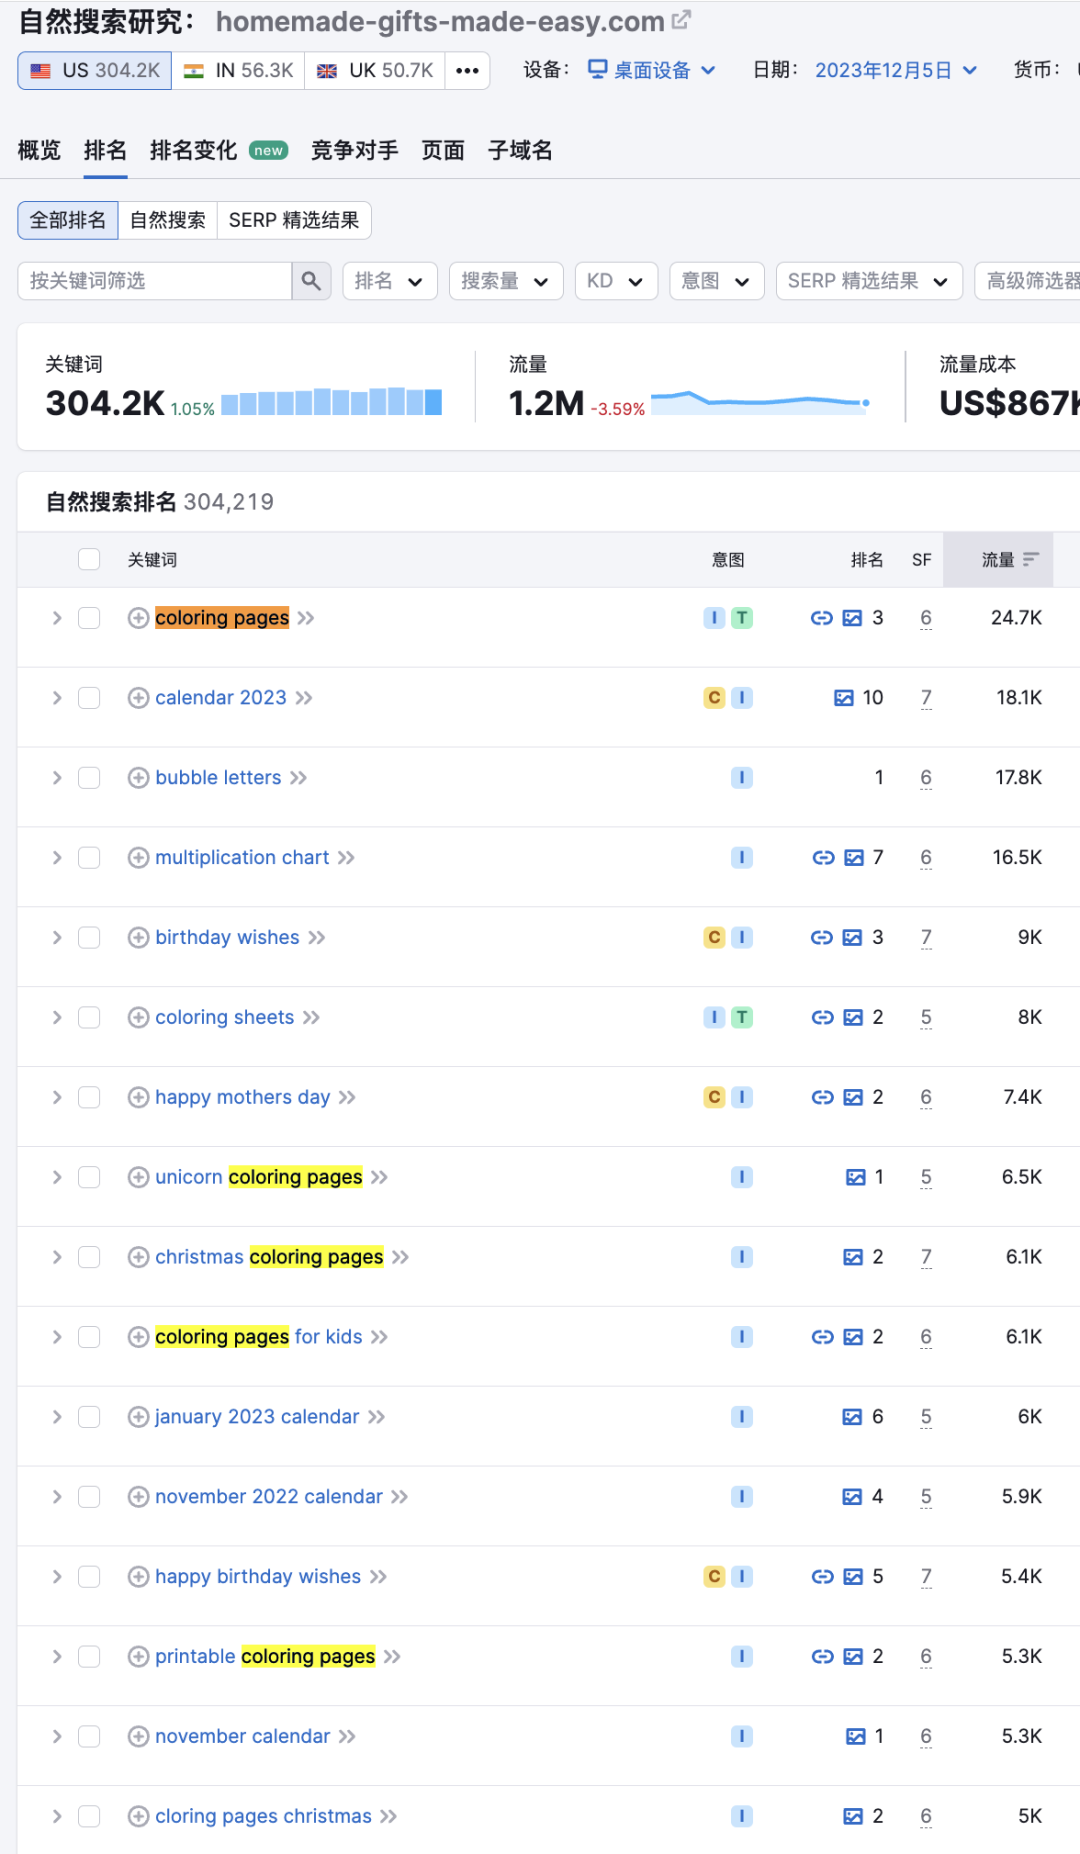 自然搜索研究： homemade-gifts-made-easy.com
US 304.2K IN 56.3K UK 50.7K ••• 设备： 桌面设备 日期： 2023年12月5日 货币：
概览 排名 排名变化 new 竞争对手 页面 子域名
全部排名 自然搜索 SERP 精选结果
按关键词筛选 排名 搜索量 KD 意图 SERP 精选结果 高级筛选器
关键词 流量 流量成本
304.2K 1.05% 1.2M -3.59% US$867K
自然搜索排名 304,219
关键词 意图 排名 SF 流量
coloring pages I T 3 6 24.7K
calendar 2023 C I 10 7 18.1K
bubble letters I 1 6 17.8K
multiplication chart I 7 6 16.5K
birthday wishes C I 3 7 9K
coloring sheets I T 2 5 8K
happy mothers day C I 2 6 7.4K
unicorn coloring pages I 1 5 6.5K
christmas coloring pages I 2 7 6.1K
coloring pages for kids I 2 6 6.1K
january 2023 calendar I 6 5 6K
november 2022 calendar I 4 5 5.9K
happy birthday wishes C I 5 7 5.4K
printable coloring pages I 2 6 5.3K
november calendar I 1 6 5.3K
cloring pages christmas I 2 6 5K